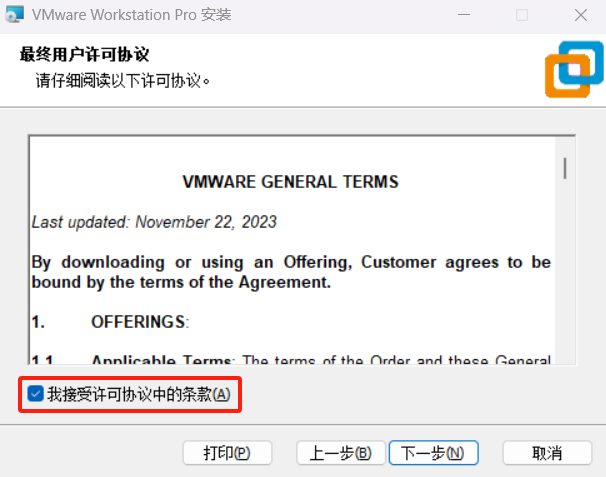 VMware Workstation Pro 安装
最终用户许可协议
请仔细阅读以下许可协议。
VMWARE GENERAL TERMS
Last updated: November 22, 2023
By downloading or using an Offering, Customer agrees to be
bound by the terms of the Agreement.
1. OFFERINGS:
1.1 Applicable Terms: The terms of the Order and these General
我接受许可协议中的条款(A)
打印(P) 上一步(B) 下一步(N) 取消